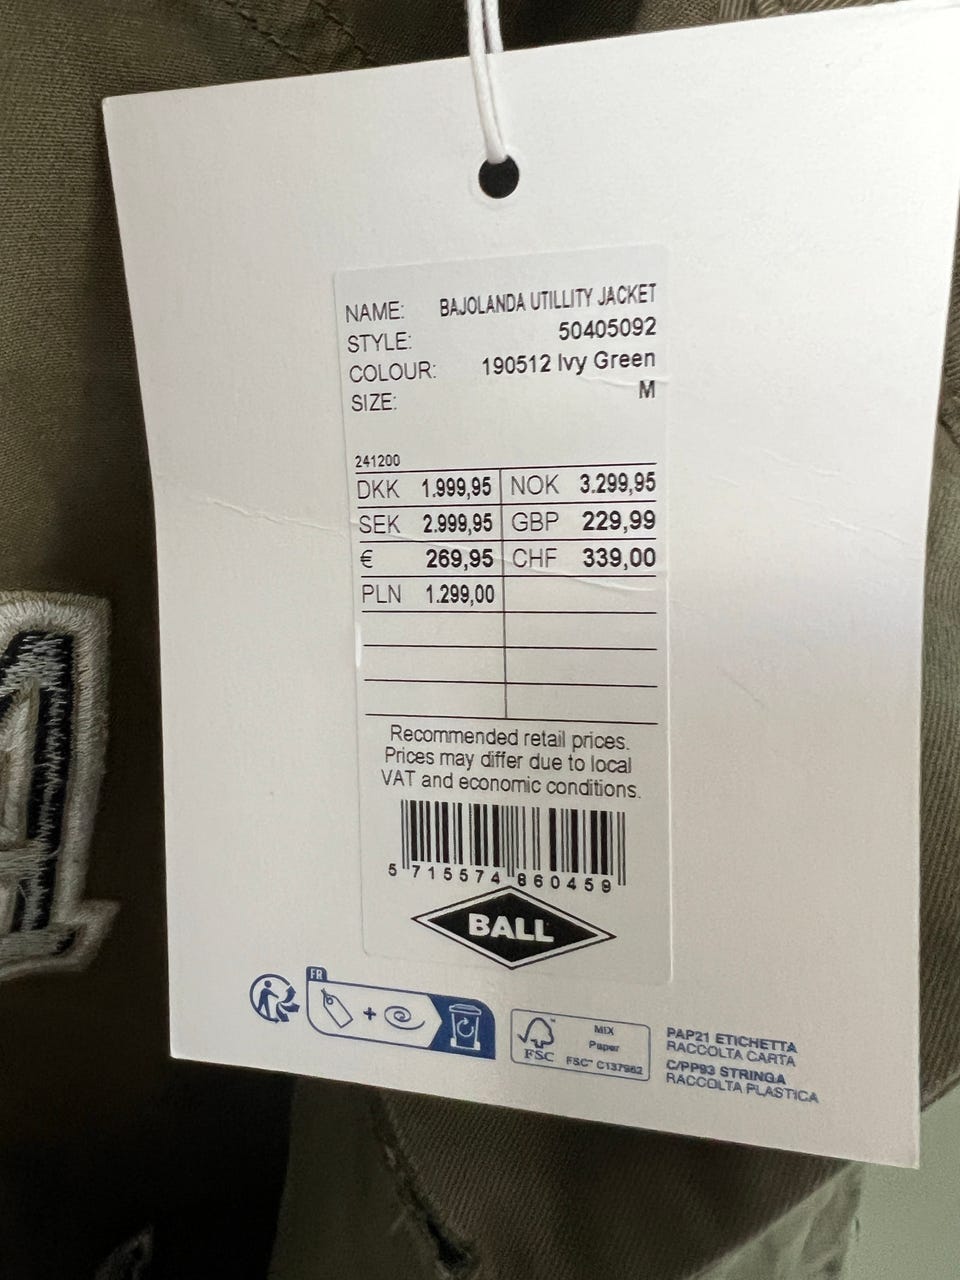 NAME: BAJOLANDA UTILLITY JACKET
STYLE: 50405092
COLOUR: 190512 Ivy Green
SIZE: M
241200
DKK 1.999,95 NOK 3.299,95
SEK 2.999,95 GBP 229,99
€ 269,95 CHF 339,00
PLN 1.299,00
Recommended retail prices.
Prices may differ due to local
VAT and economic conditions.
5 715574 860459
BALL
FR
FSC
MIX
Paper
FSC™ C137982
PAP21 ETICHETTA
RACCOLTA CARTA
C/PP93 STRINGA
RACCOLTA PLASTICA